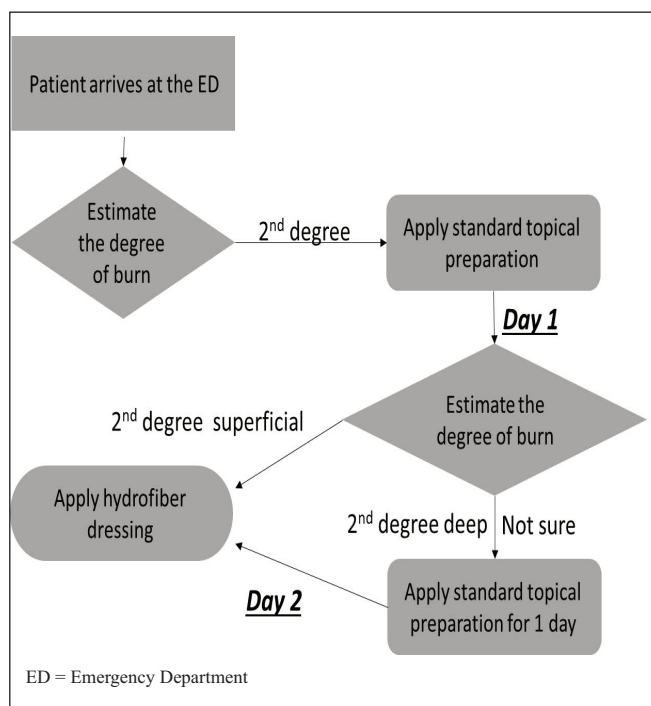 Patient arrives at the ED
Estimate
the degree
of burn
2nd degree
Apply standard topical
preparation
Day 1
Estimate the
degree of burn
2nd degree superficial
Apply hydrofiber
dressing
2nd degree deep
Not sure
Apply standard topical
preparation for 1 day
Day 2
ED = Emergency Department